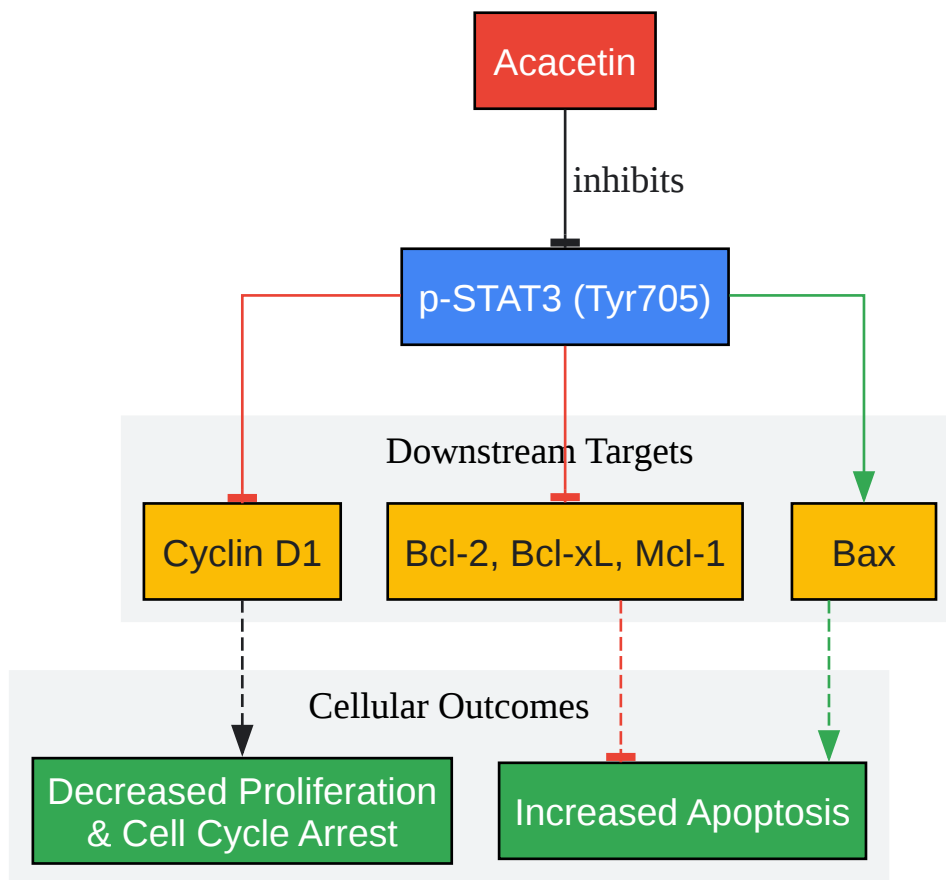 Acacetin
inhibits
p-STAT3 (Tyr705)
Downstream Targets
Cyclin D1
Bcl-2, Bcl-xL, Mcl-1
Bax
Cellular Outcomes
Decreased Proliferation
& Cell Cycle Arrest
Increased Apoptosis